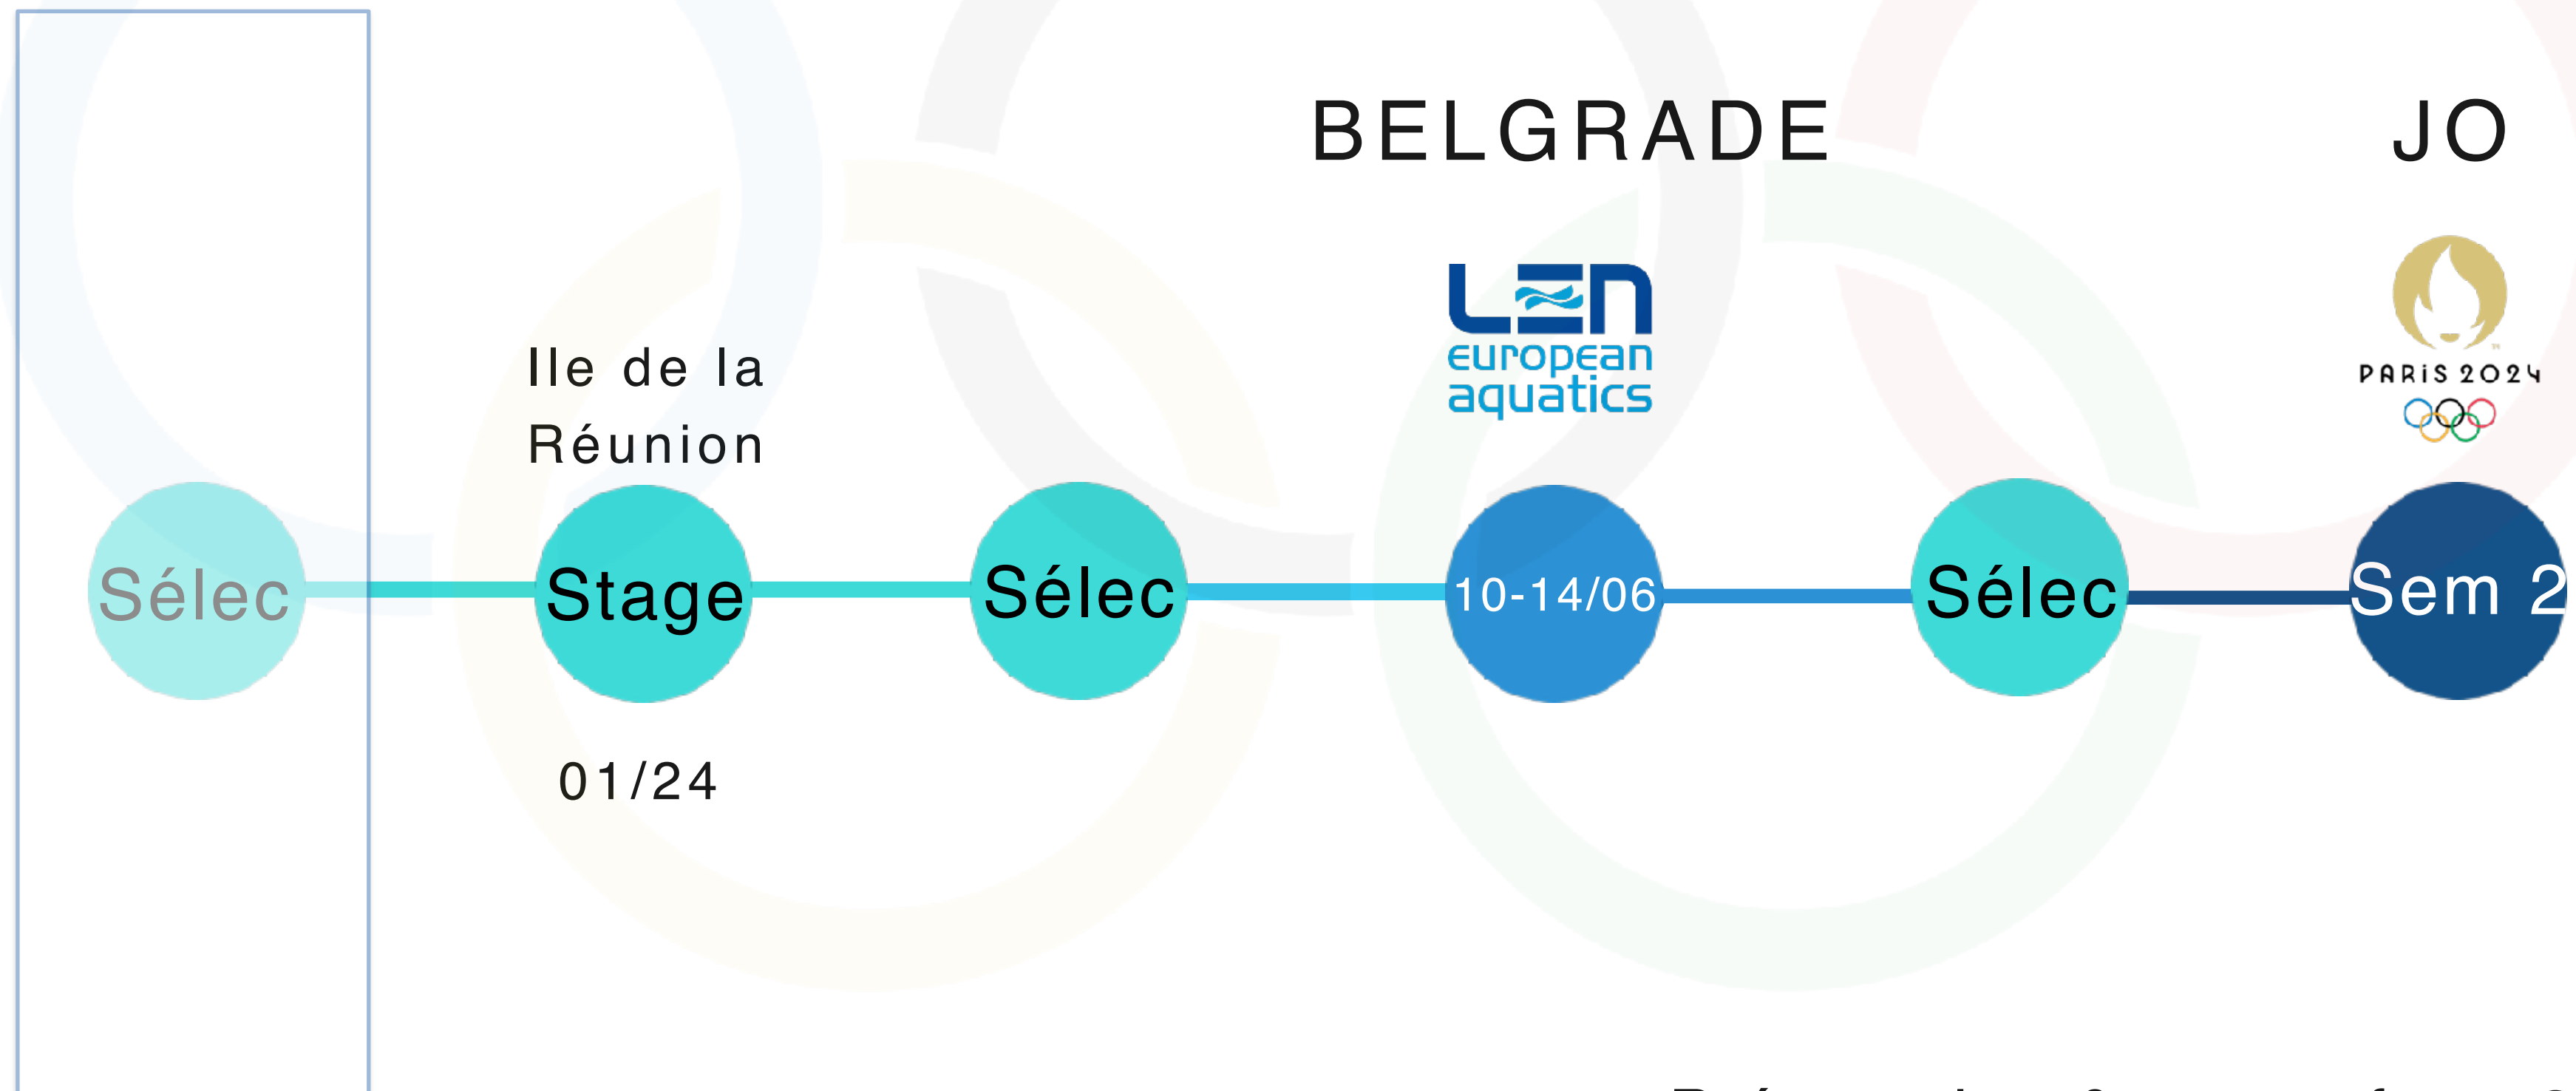 BELGRADE
JO
LEN
european
aquatics
PARIS 2024
Ile de la
Réunion
Sélec
Stage
Sélec
10-14/06
Sélec
Sem 2
01/24